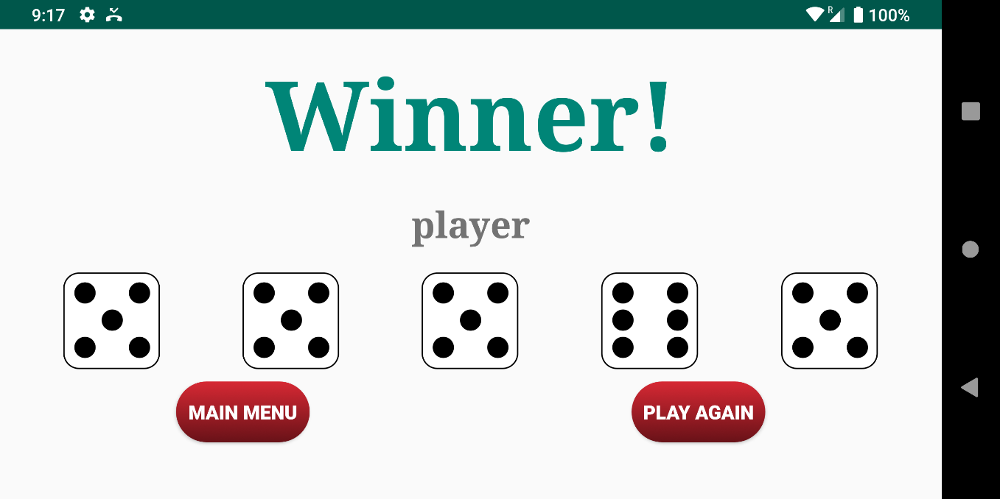 9:17 R 100%
Winner!
player
MAIN MENU PLAY AGAIN